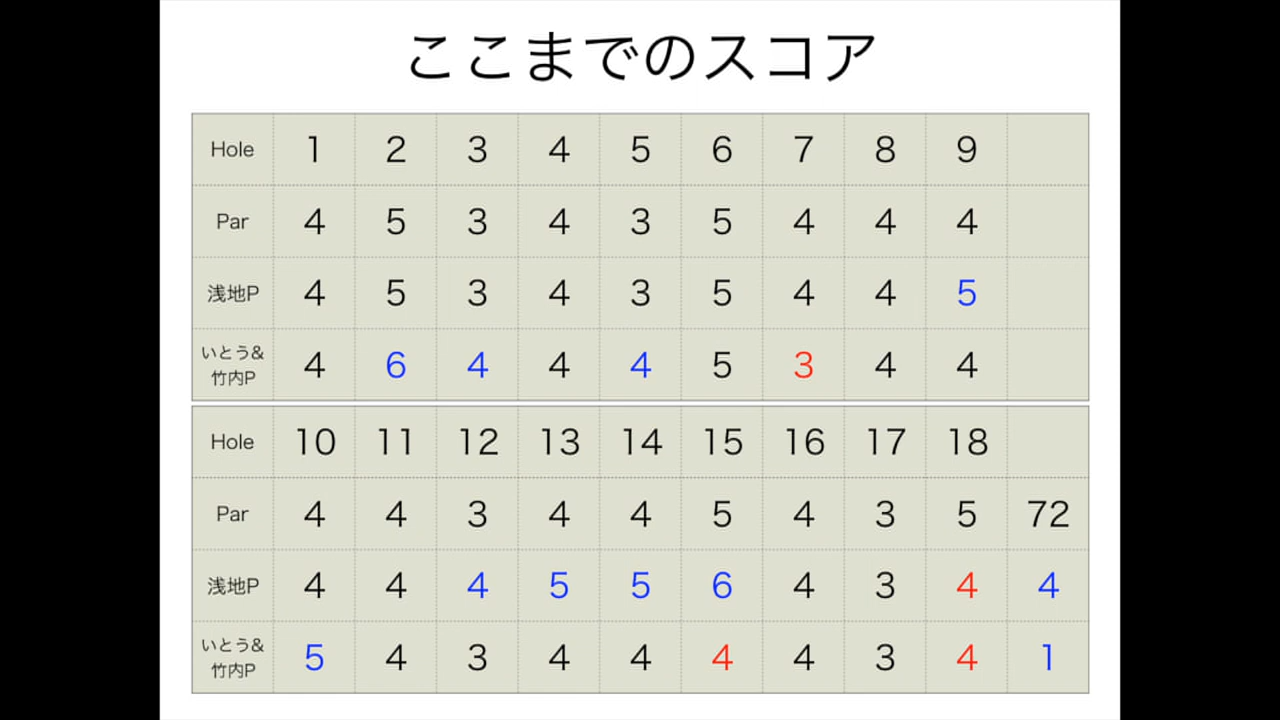 ここまでのスコア
Hole 1 2 3 4 5 6 7 8 9
Par 4 5 3 4 3 5 4 4 4
浅地P 4 5 3 4 3 5 4 4 5
いとう&
竹内P 4 6 4 4 4 5 3 4 4
Hole 10 11 12 13 14 15 16 17 18
Par 4 4 3 4 4 5 4 3 5 72
浅地P 4 4 4 5 5 6 4 3 4 4
いとう&
竹内P 5 4 3 4 4 4 4 3 4 1